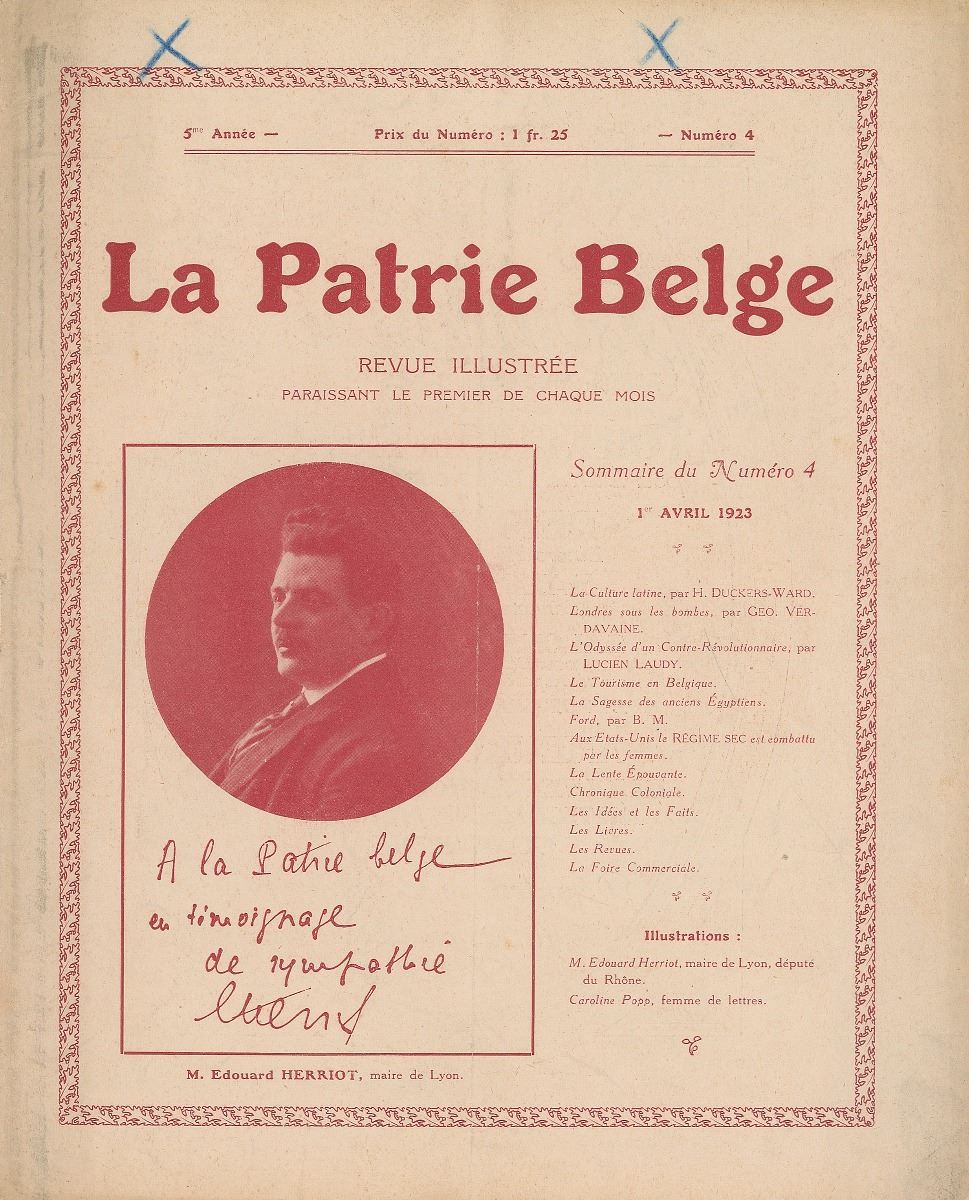 5me Année —
Prix du Numéro : 1 fr. 25
— Numéro 4
La Patrie Belge
REVUE ILLUSTRÉE
PARAISSANT LE PREMIER DE CHAQUE MOIS
A la Patrie belge
en témoignage
de sympathie
Herriot
M. Edouard HERRIOT, maire de Lyon.
Sommaire du Numéro 4
1er AVRIL 1923
La Culture latine, par H. DUCKERS-WARD.
Londres sous les bombes, par GEO. VER-
DAVAINE.
L'Odyssée d'un Contre-Révolutionnaire, par
LUCIEN LAUDY.
Le Tourisme en Belgique.
La Sagesse des anciens Égyptiens.
Ford, par B. M.
Aux Etats-Unis le RÉGIME SEC est combattu
par les femmes.
La Lente Épouvante.
Chronique Coloniale.
Les Idées et les Faits.
Les Livres.
Les Revues.
La Foire Commerciale.
Illustrations :
M. Edouard Herriot, maire de Lyon, député
du Rhône.
Caroline Popp, femme de lettres.